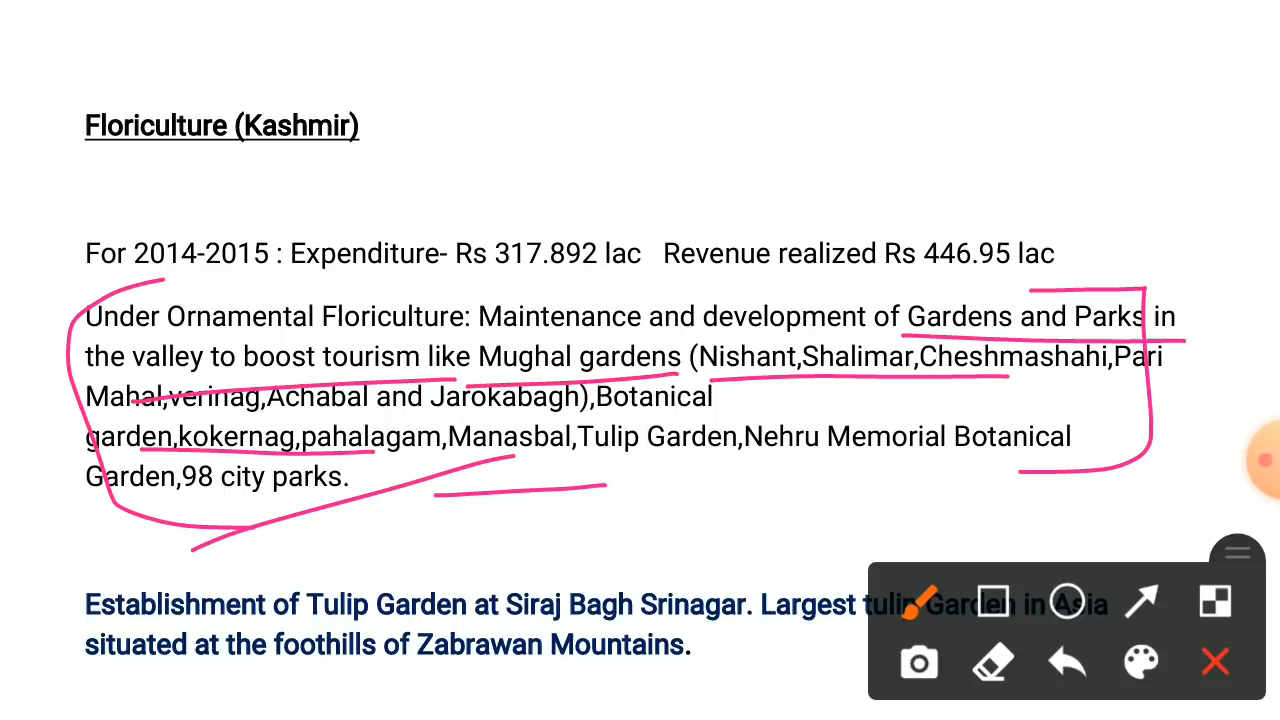 Floriculture (Kashmir)
For 2014-2015 : Expenditure- Rs 317.892 lac Revenue realized Rs 446.95 lac
Under Ornamental Floriculture: Maintenance and development of Gardens and Parks in
the valley to boost tourism like Mughal gardens (Nishant,Shalimar,Cheshmashahi,Pari
Mahal,verinag,Achabal and Jarokabagh),Botanical
garden,kokernag,pahalagam,Manasbal,Tulip Garden,Nehru Memorial Botanical
Garden,98 city parks.
Establishment of Tulip Garden at Siraj Bagh Srinagar. Largest tulip Garden in Asia
situated at the foothills of Zabrawan Mountains.